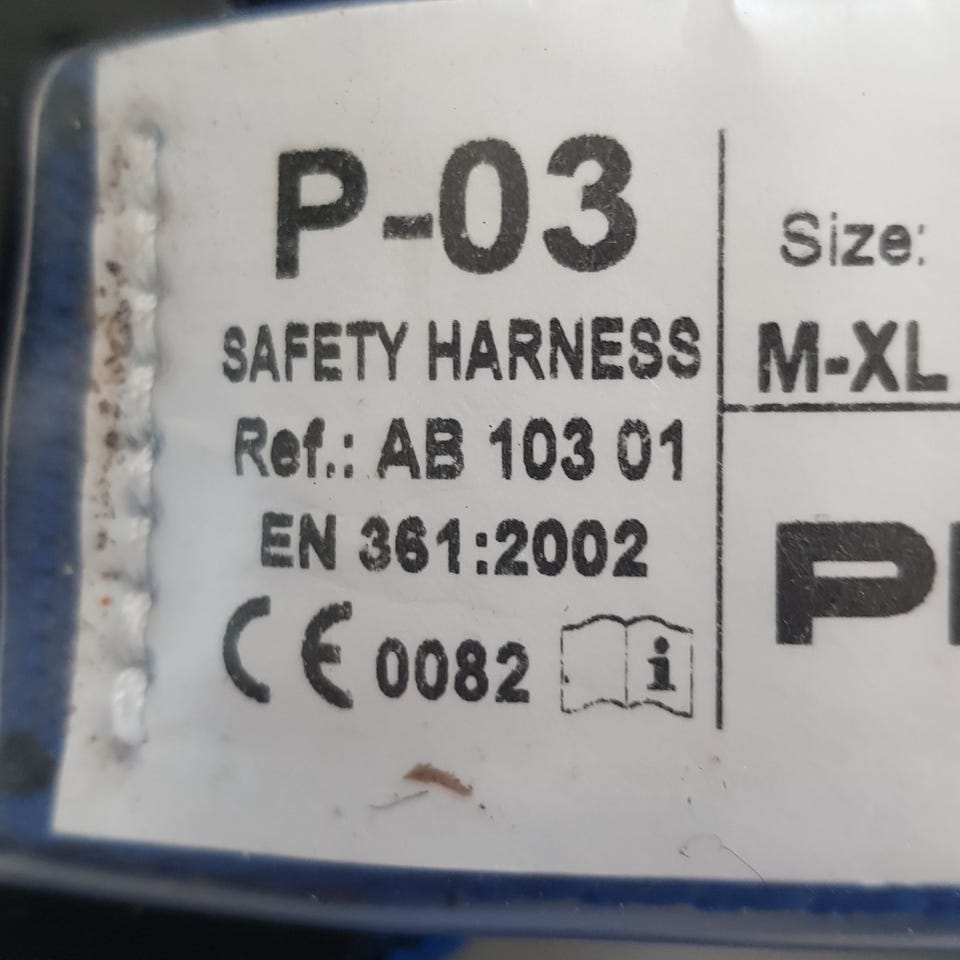 P-03
SAFETY HARNESS
Ref.: AB 103 01
EN 361:2002
CE 0082 i
Size:
M-XL